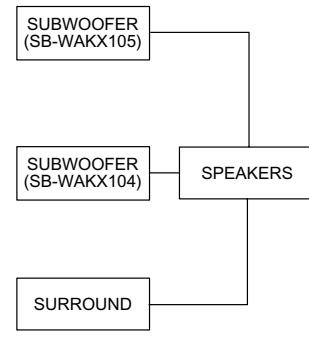 SUBWOOFER
(SB-WAKX105)
SUBWOOFER
(SB-WAKX104)
SPEAKERS
SURROUND